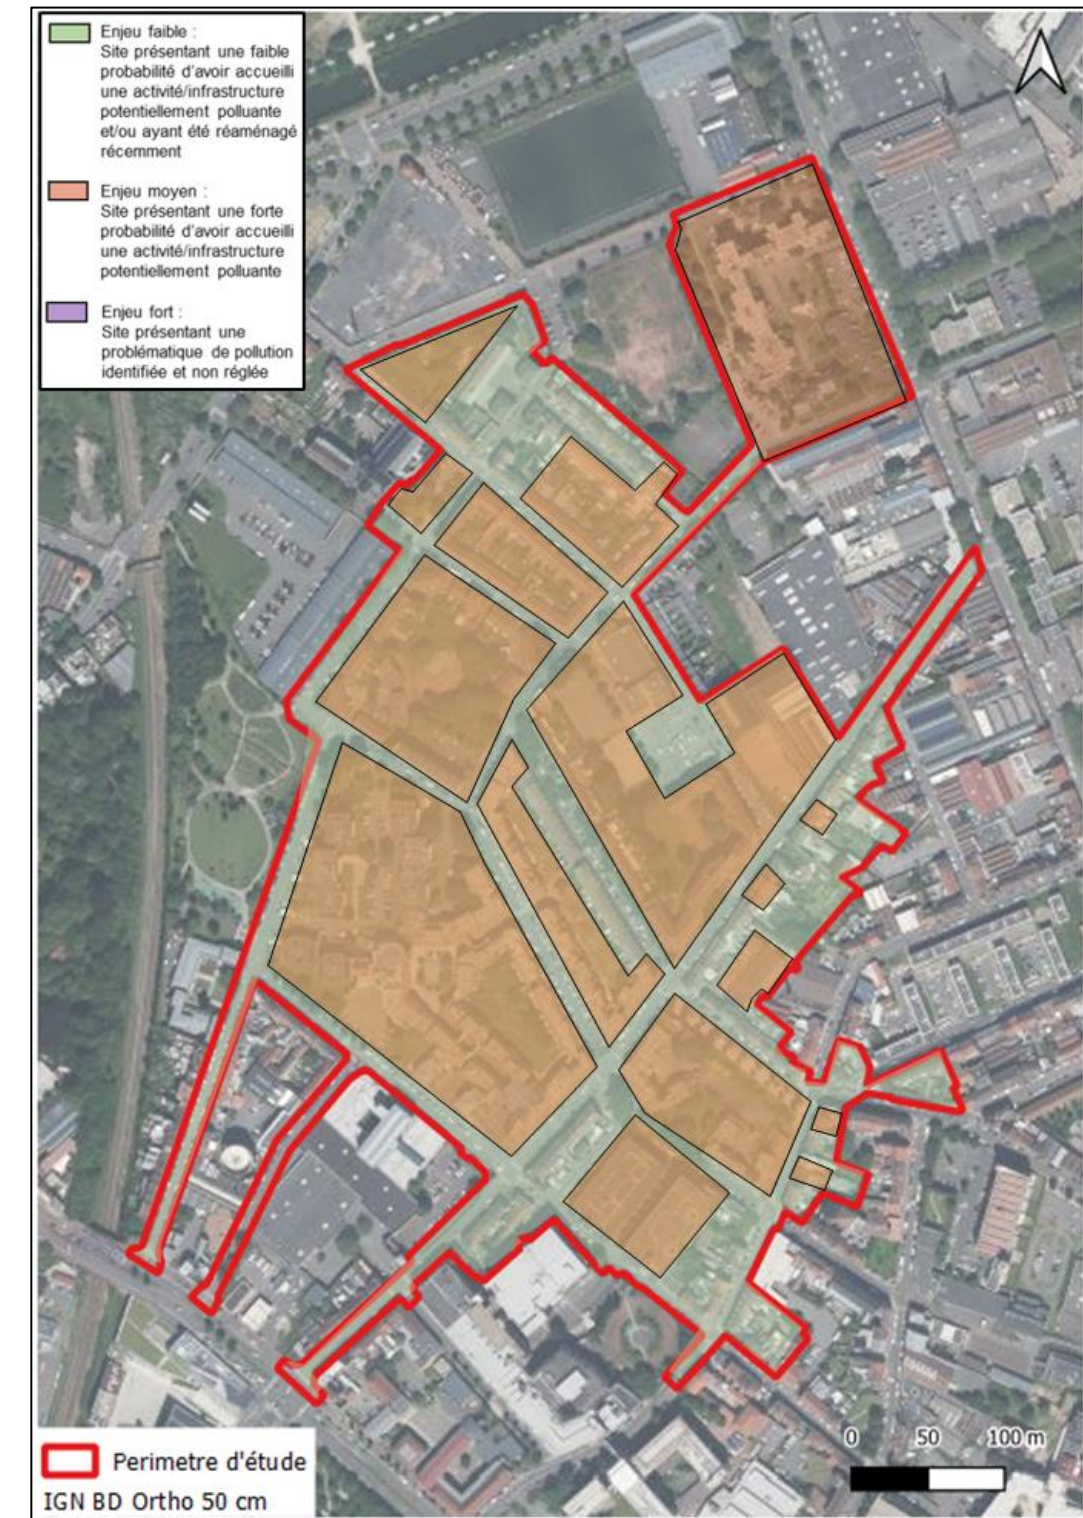 Enjeu faible :
Site présentant une faible
probabilité d'avoir accueilli
une activité/infrastructure
potentiellement polluante
et/ou ayant été réaménagé
récemment
Enjeu moyen :
Site présentant une forte
probabilité d'avoir accueilli
une activité/infrastructure
potentiellement polluante
Enjeu fort :
Site présentant une
problématique de pollution
identifiée et non réglée
0 50 100 m
Perimetre d'étude
IGN BD Ortho 50 cm